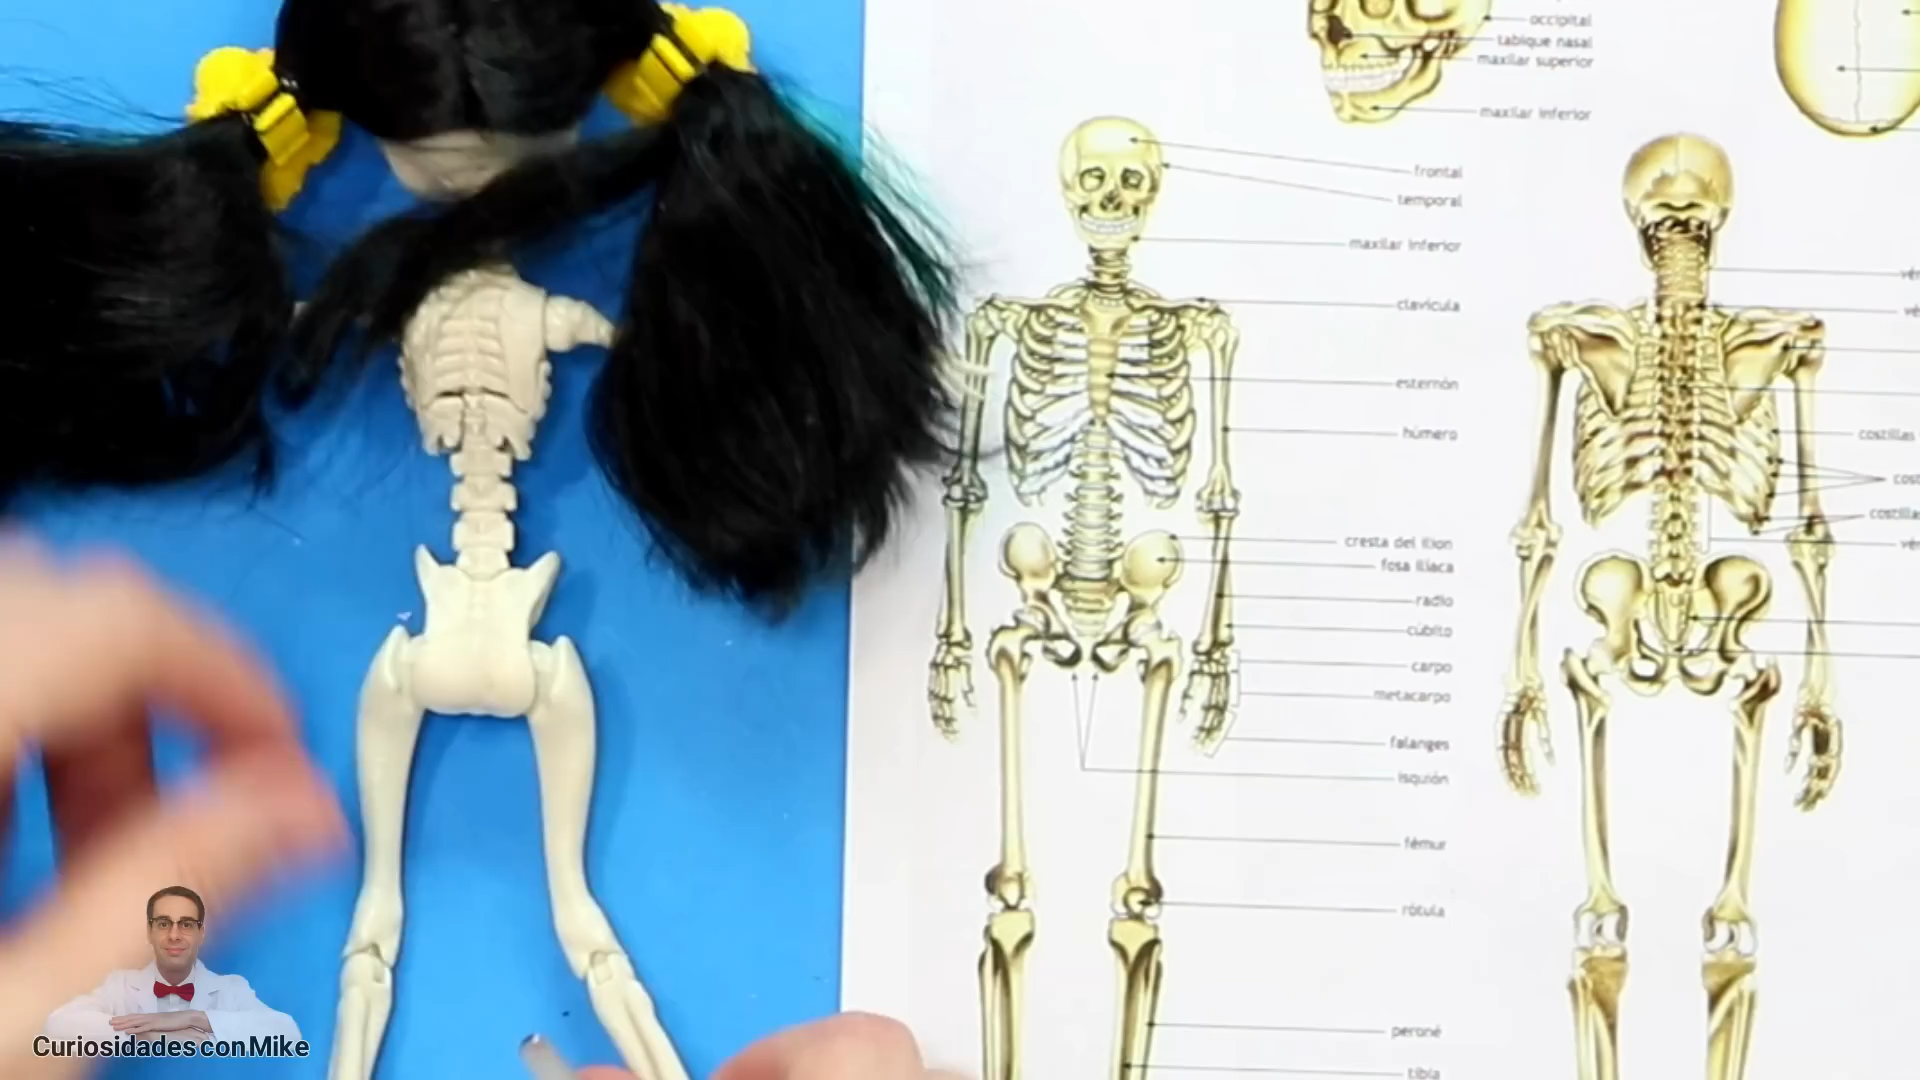 occipital
tabique nasal
maxilar superior
maxilar inferior
frontal
temporal
maxilar inferior
clavícula
esternón
húmero
cresta del ilion
fosa ilíaca
radio
cúbito
carpo
metacarpo
falanges
isquión
fémur
rótula
peroné
tibia
costillas
costillas
Curiosidades con Mike